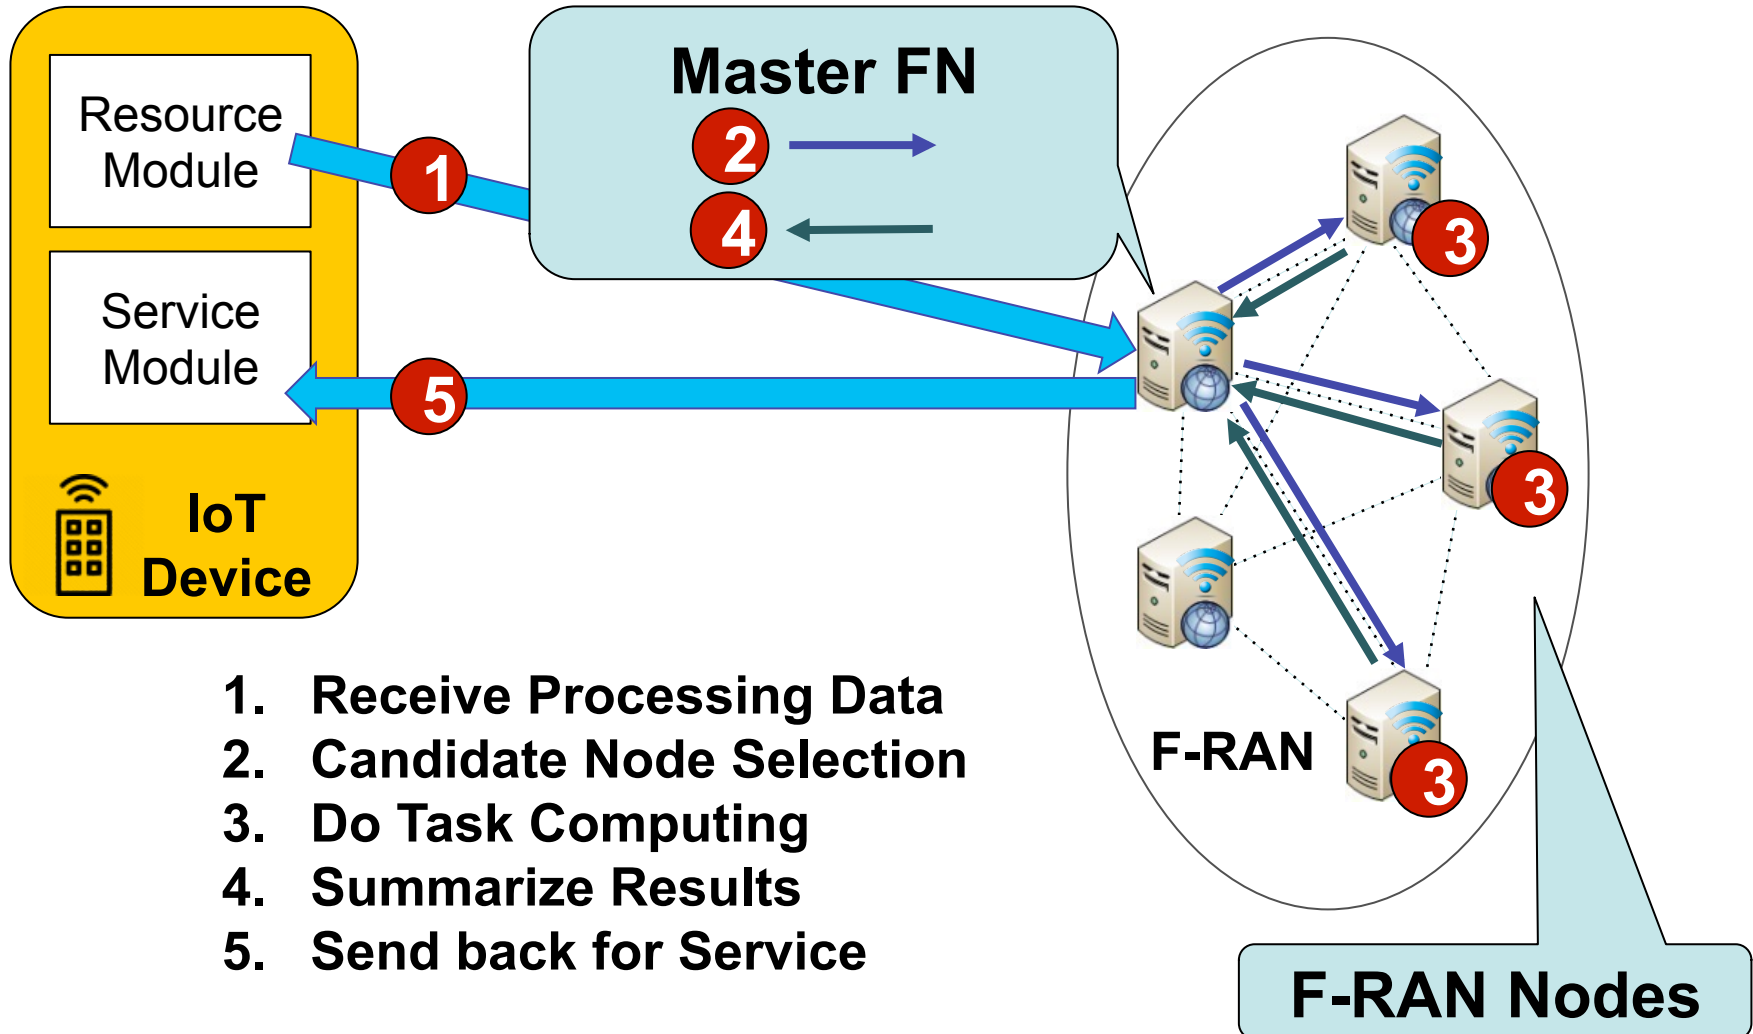 Resource
Module
1
Master FN
2
4
3
Service
Module
5
3
IoT
Device
1. Receive Processing Data
2. Candidate Node Selection
3. Do Task Computing
4. Summarize Results
5. Send back for Service
F-RAN
3
F-RAN Nodes